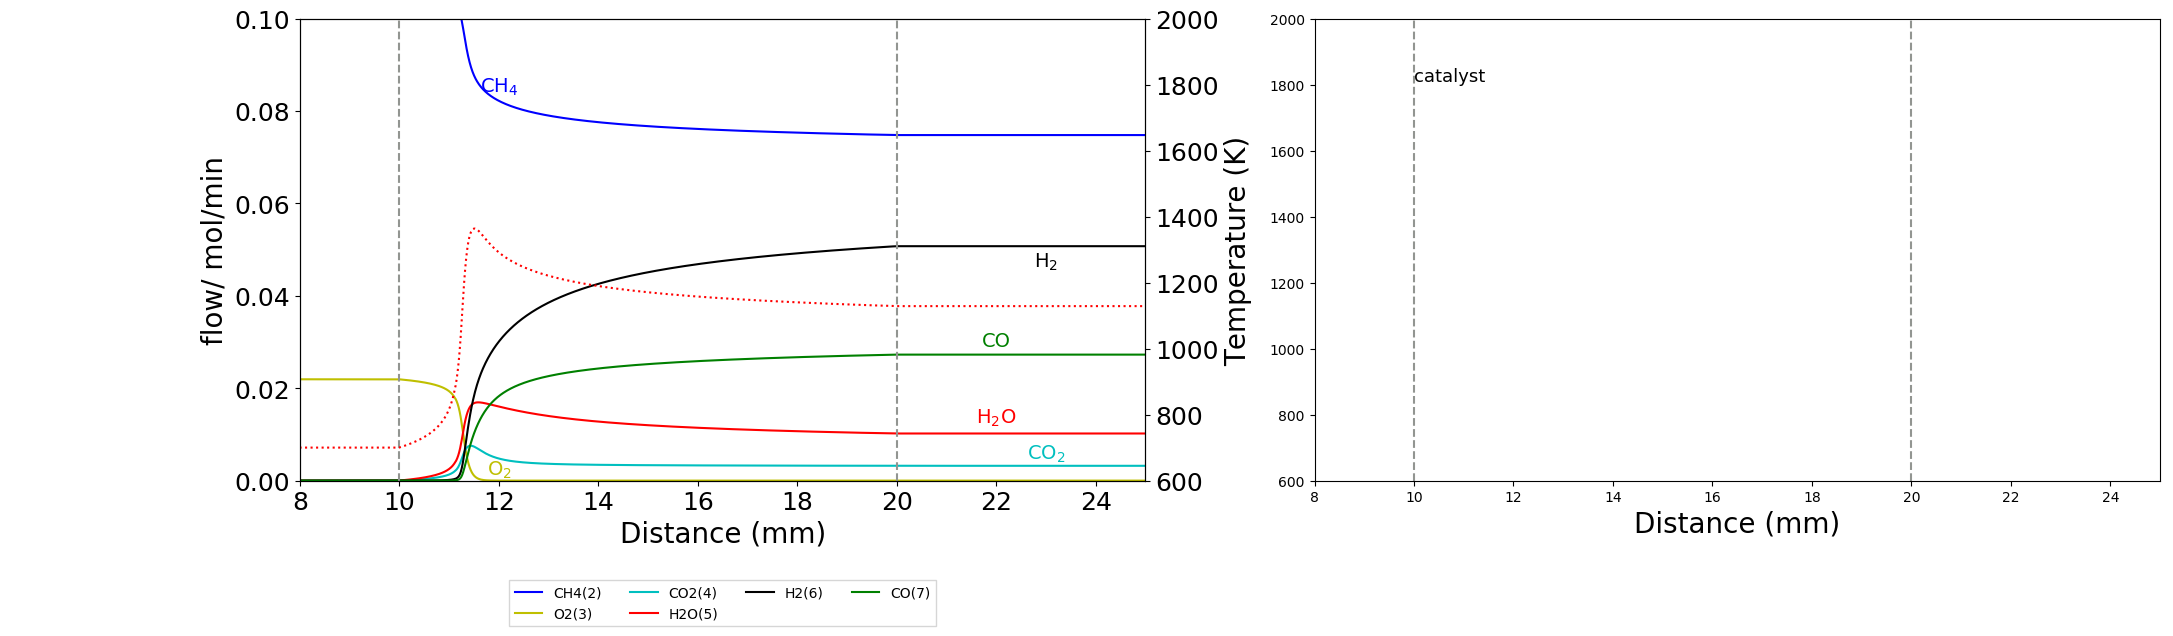 0.10
0.08
0.06
0.04
0.02
0.00
flow/ mol/min
8 10 12 14 16 18 20 22 24
Distance (mm)
2000
1800
1600
1400
1200
1000
800
600
Temperature (K)
CH₄
H₂
CO
H₂O
CO₂
O₂
CH4(2) CO2(4) H2(6) CO(7)
O2(3) H2O(5)
2000
1800
1600
1400
1200
1000
800
600
catalyst
8 10 12 14 16 18 20 22 24
Distance (mm)